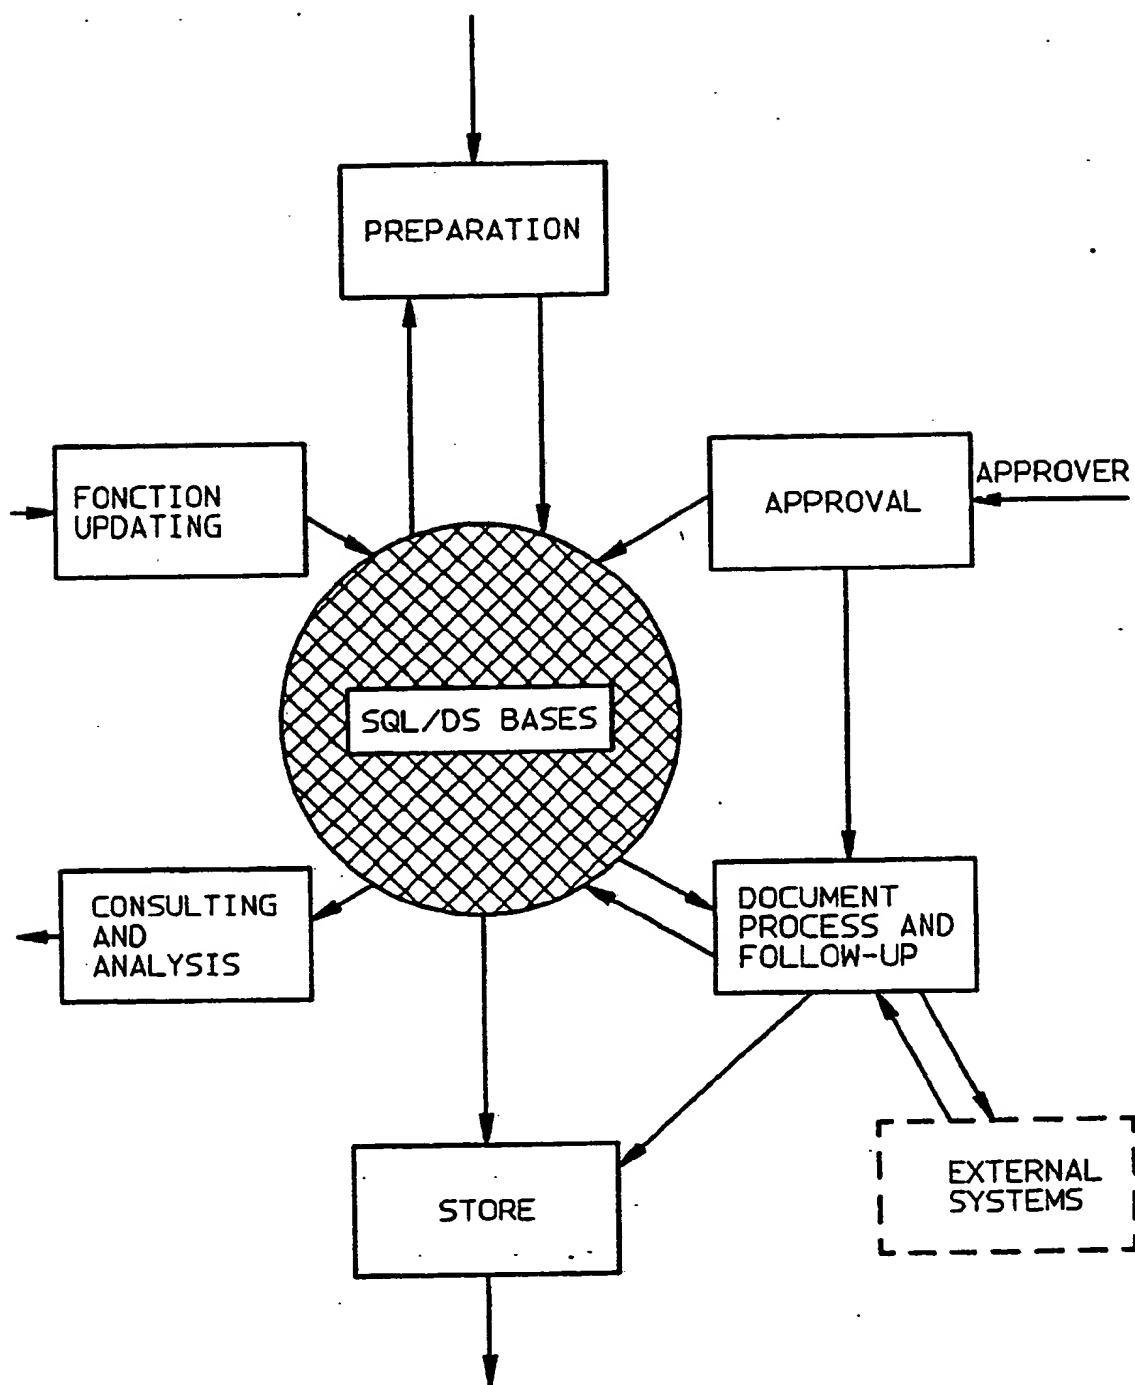 PREPARATION
FONCTION
UPDATING
APPROVAL
APPROVER
SQL/DS BASES
CONSULTING
AND
ANALYSIS
DOCUMENT
PROCESS AND
FOLLOW-UP
STORE
EXTERNAL
SYSTEMS